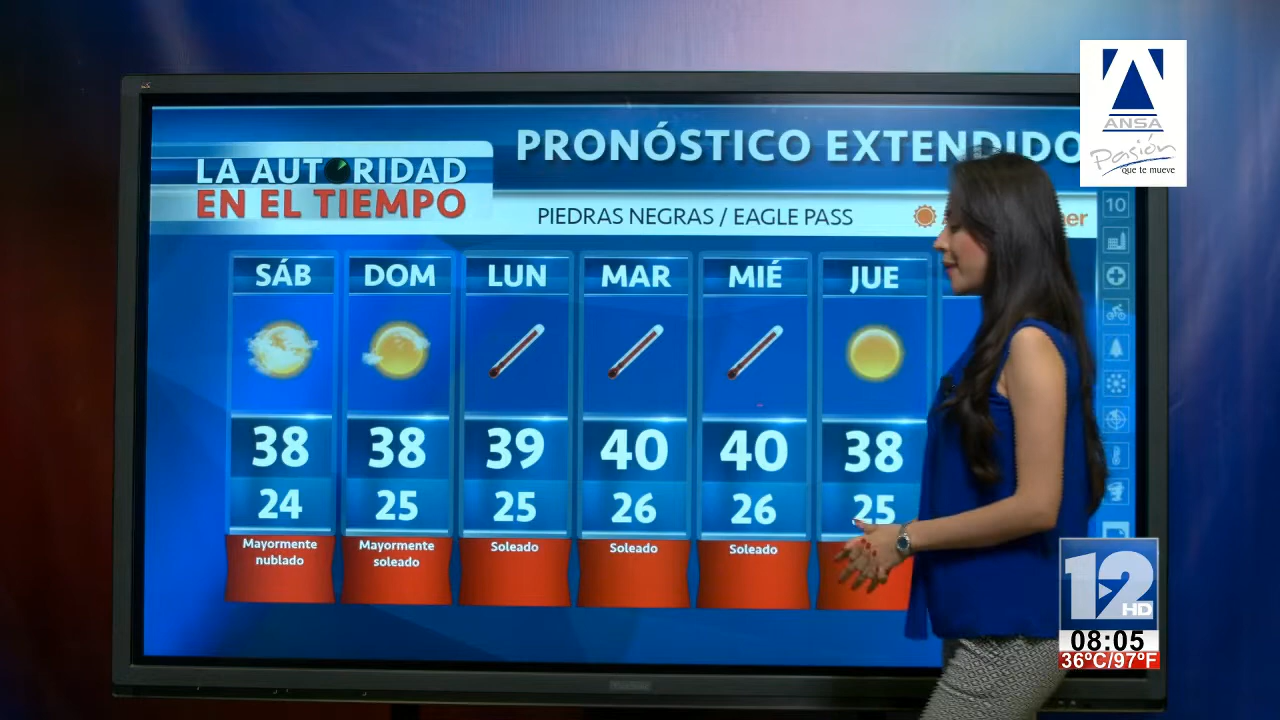 ANSA
Pasión
que te mueve
PRONÓSTICO EXTENDIDO
LA AUTORIDAD
EN EL TIEMPO
PIEDRAS NEGRAS / EAGLE PASS
10
SÁB DOM LUN MAR MIÉ JUE
38 38 39 40 40 38
24 25 25 26 26 25
Mayormente nublado
Mayormente soleado
Soleado
Soleado
Soleado
12
HD
08:05
36ºC/97ºF